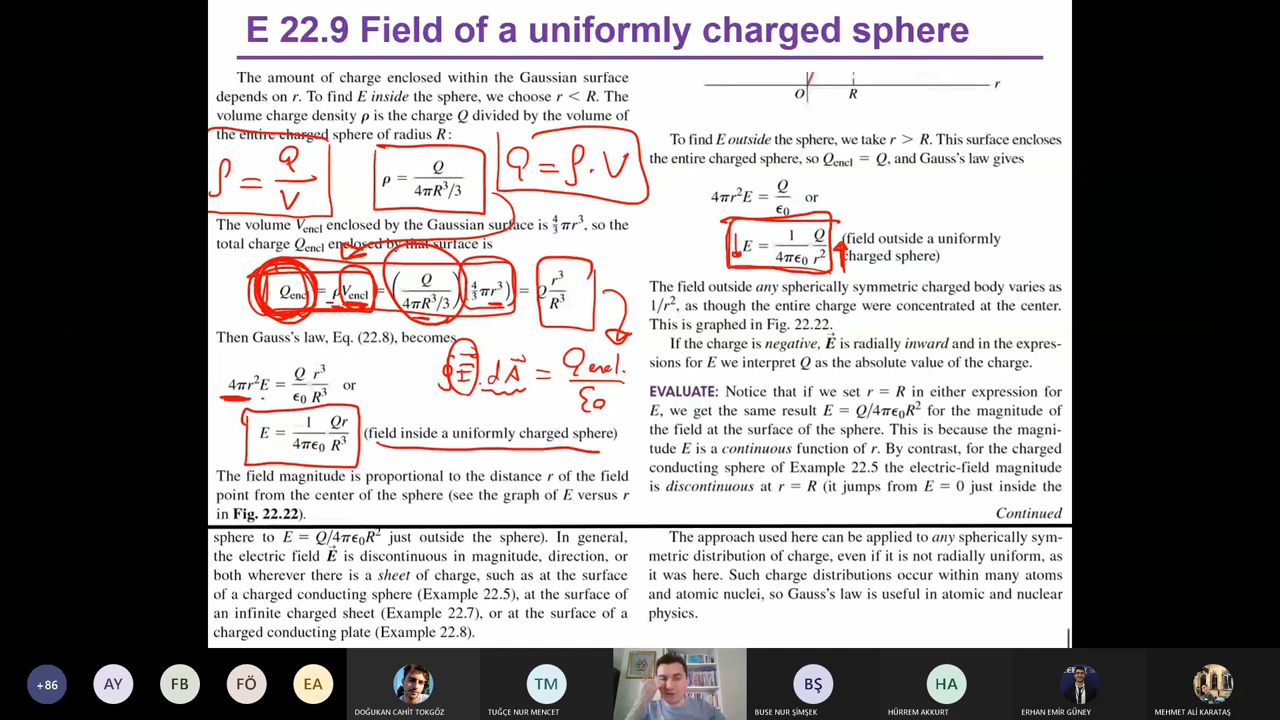 E 22.9 Field of a uniformly charged sphere
The amount of charge enclosed within the Gaussian surface
depends on r. To find E inside the sphere, we choose r < R. The
volume charge density ρ is the charge Q divided by the volume of
the entire charged sphere of radius R:
ρ = Q/V
ρ = Q/(4πR³/3)
Q = ρ · V
The volume V_encl enclosed by the Gaussian surface is 4/3 πr³, so the
total charge Q_encl enclosed by that surface is
Q_encl = ρV_encl = (Q/(4πR³/3)) (4/3 πr³) = Q r³/R³
Then Gauss's law, Eq. (22.8), becomes
∮ E⃗ . dA⃗ = Q encl. / ε0
4πr²E = Q/ϵ0 r³/R³ or
E = 1/4πϵ0 Qr/R³ (field inside a uniformly charged sphere)
The field magnitude is proportional to the distance r of the field
point from the center of the sphere (see the graph of E versus r
in Fig. 22.22).
O R r
To find E outside the sphere, we take r > R. This surface encloses
the entire charged sphere, so Q_encl = Q, and Gauss's law gives
4πr²E = Q/ϵ0 or
E = 1/4πϵ0 Q/r² (field outside a uniformly
charged sphere)
The field outside any spherically symmetric charged body varies as
1/r², as though the entire charge were concentrated at the center.
This is graphed in Fig. 22.22.
If the charge is negative, E⃗ is radially inward and in the expres-
sions for E we interpret Q as the absolute value of the charge.
EVALUATE: Notice that if we set r = R in either expression for
E, we get the same result E = Q/4πϵ0R² for the magnitude of
the field at the surface of the sphere. This is because the magni-
tude E is a continuous function of r. By contrast, for the charged
conducting sphere of Example 22.5 the electric-field magnitude
is discontinuous at r = R (it jumps from E = 0 just inside the
Continued
sphere to E = Q/4πϵ0R² just outside the sphere). In general,
the electric field E⃗ is discontinuous in magnitude, direction, or
both wherever there is a sheet of charge, such as at the surface
of a charged conducting sphere (Example 22.5), at the surface of
an infinite charged sheet (Example 22.7), or at the surface of a
charged conducting plate (Example 22.8).
The approach used here can be applied to any spherically sym-
metric distribution of charge, even if it is not radially uniform, as
it was here. Such charge distributions occur within many atoms
and atomic nuclei, so Gauss's law is useful in atomic and nuclear
physics.
+86
AY
FB
FÖ
EA
DOĞUKAN CAHİT TOKGÖZ
TM
TUĞÇE NUR MENCET
BŞ
BUSE NUR ŞİMŞEK
HA
HÜRREM AKKURT
ERHAN EMİR GÜNEY
MEHMET ALİ KARATAŞ